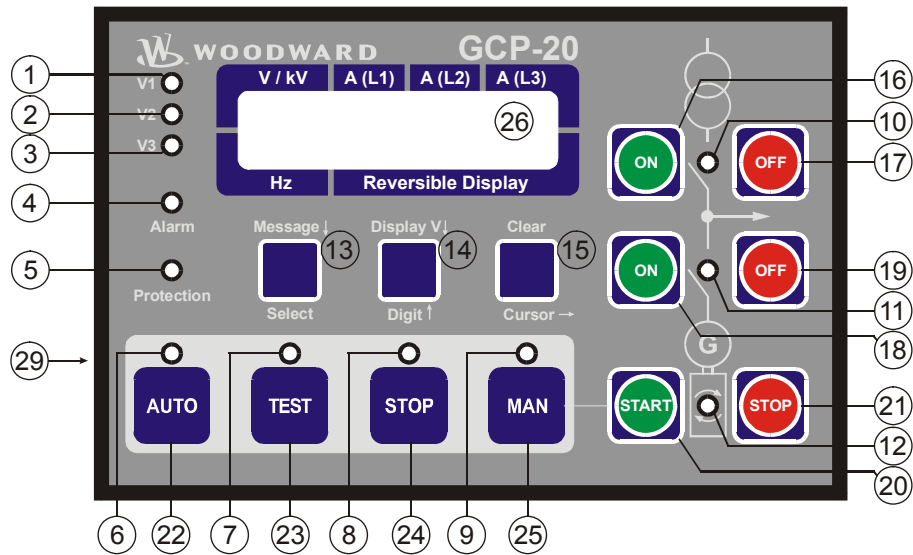 WOODWARD GCP-20
1 V1 V / kV A (L1) A (L2) A (L3) 16
2 V2 26 10
3 V3 ON OFF 17
Hz Reversible Display
4
Alarm Message↓ 13 Display V↓ 14 Clear 15
5 ON OFF 19
Protection 11
Select Digit↑ Cursor→
G 18
29
AUTO TEST STOP MAN START STOP 21
12
20
6 22 7 23 8 24 9 25